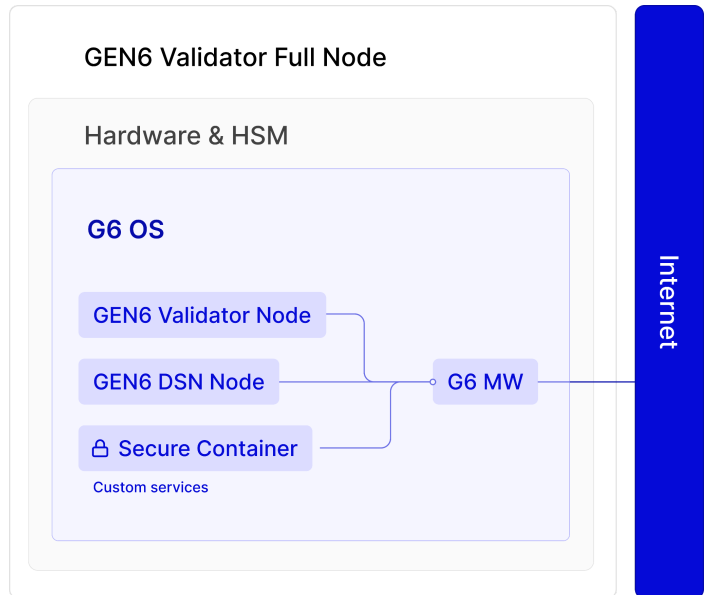 GEN6 Validator Full Node
Hardware & HSM
G6 OS
GEN6 Validator Node
GEN6 DSN Node
G6 MW
Secure Container
Custom services
Internet